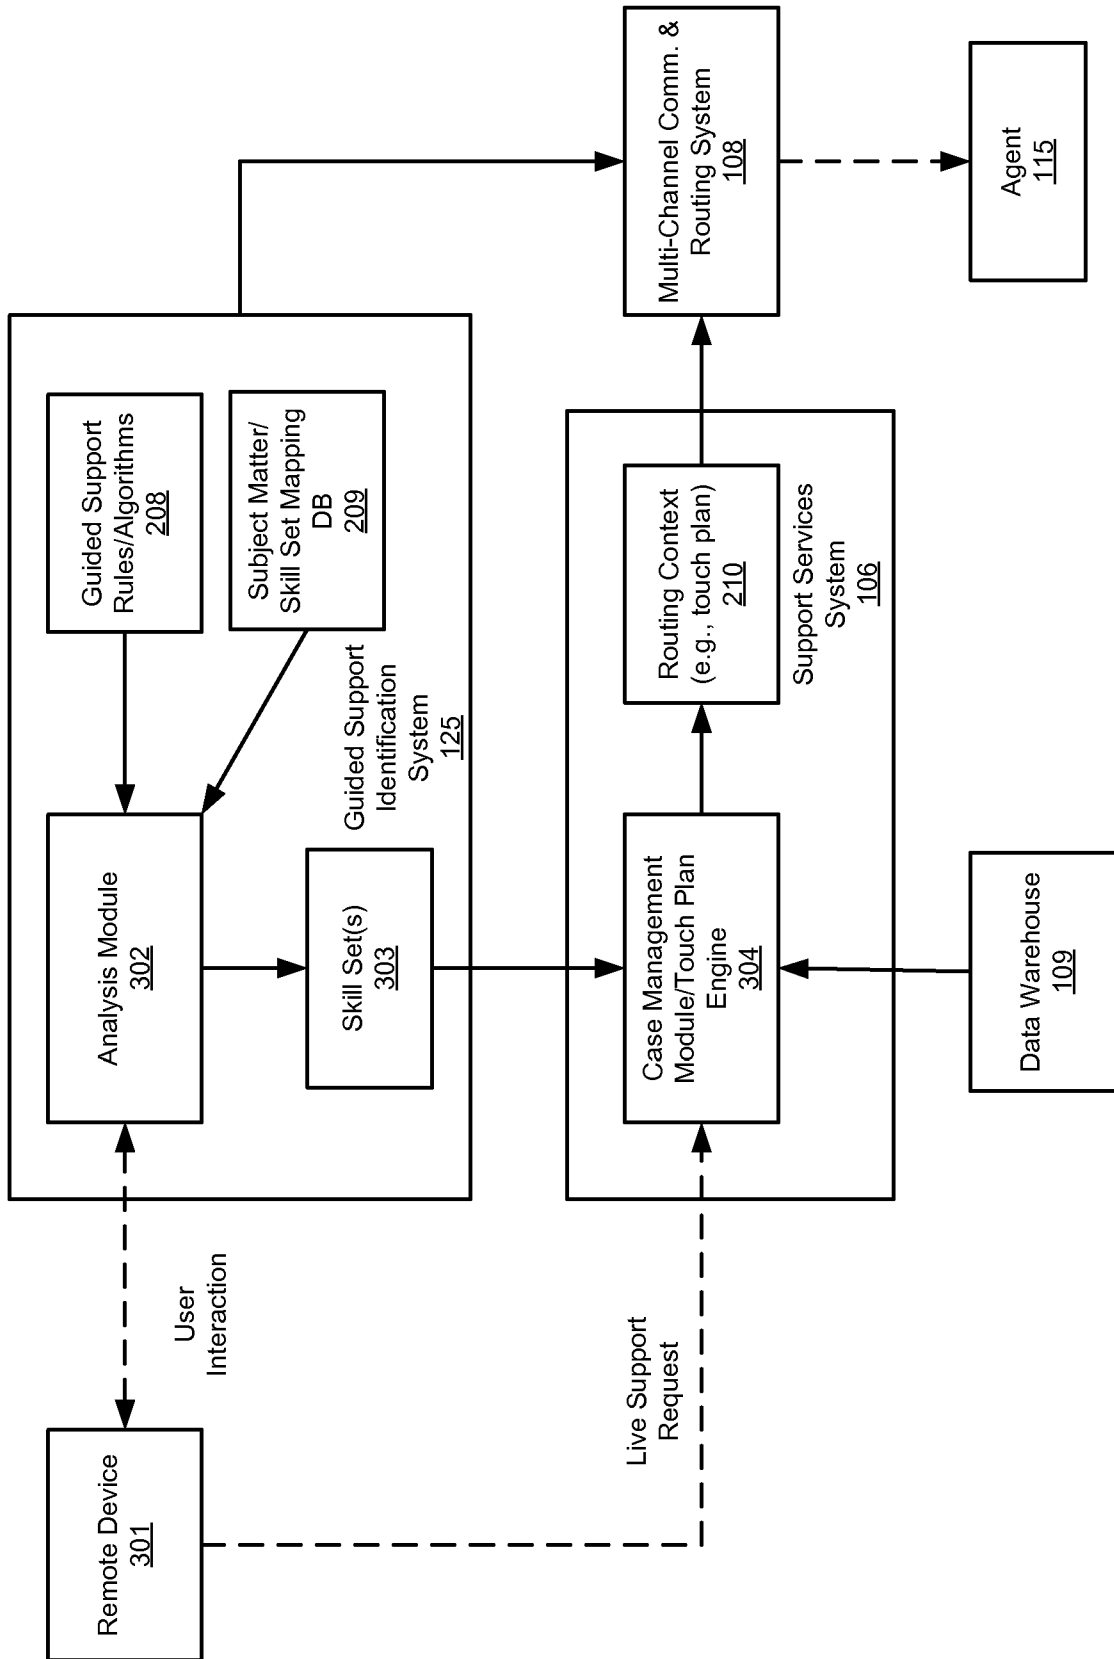 Remote Device
301
User
Interaction
Analysis Module
302
Guided Support
Rules/Algorithms
208
Subject Matter/
Skill Set Mapping
DB
209
Skill Set(s)
303
Guided Support
Identification
System
125
Live Support
Request
Case Management
Module/Touch Plan
Engine
304
Routing Context
(e.g., touch plan)
210
Support Services
System
106
Multi-Channel Comm. &
Routing System
108
Data Warehouse
109
Agent
115